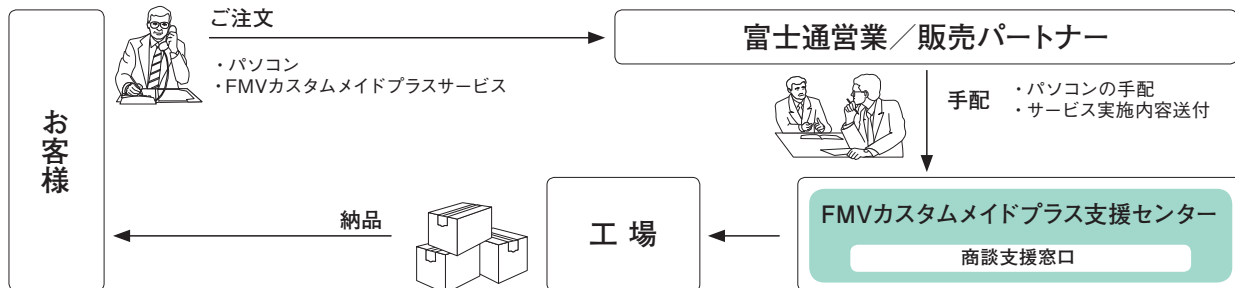 ご注文
・パソコン
・FMVカスタムメイドプラスサービス
富士通営業／販売パートナー
手配
・パソコンの手配
・サービス実施内容送付
お客様
納品
工場
FMVカスタムメイドプラス支援センター
商談支援窓口